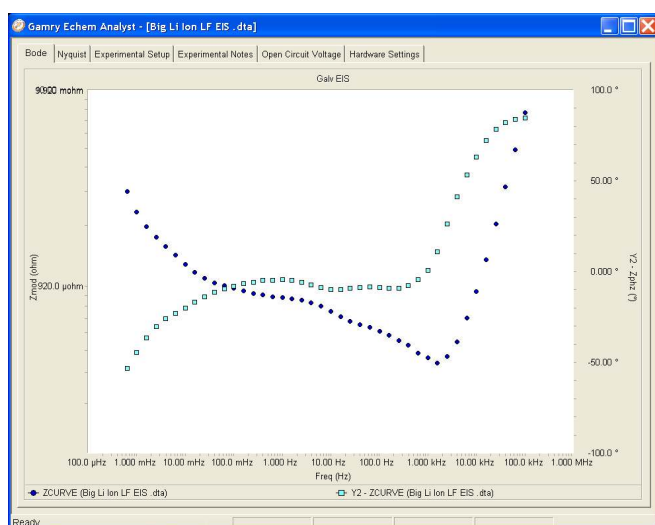 Gamry Echem Analyst - [Big Li Ion LF EIS .dta]
Bode Nyquist Experimental Setup Experimental Notes Open Circuit Voltage Hardware Settings
Galv EIS
mohm
100.0 °
50.00 °
0.000 °
-50.00 °
-100.0 °
Zmod (ohm)
920.0 µohm
Y2 - Zphz (°)
100.0 µHz 1.000 mHz 10.00 mHz 100.0 mHz 1.000 Hz 10.00 Hz 100.0 Hz 1.000 kHz 10.00 kHz 100.0 kHz 1.000 MHz
Freq (Hz)
ZCURVE (Big Li Ion LF EIS .dta) Y2 - ZCURVE (Big Li Ion LF EIS .dta)
Ready